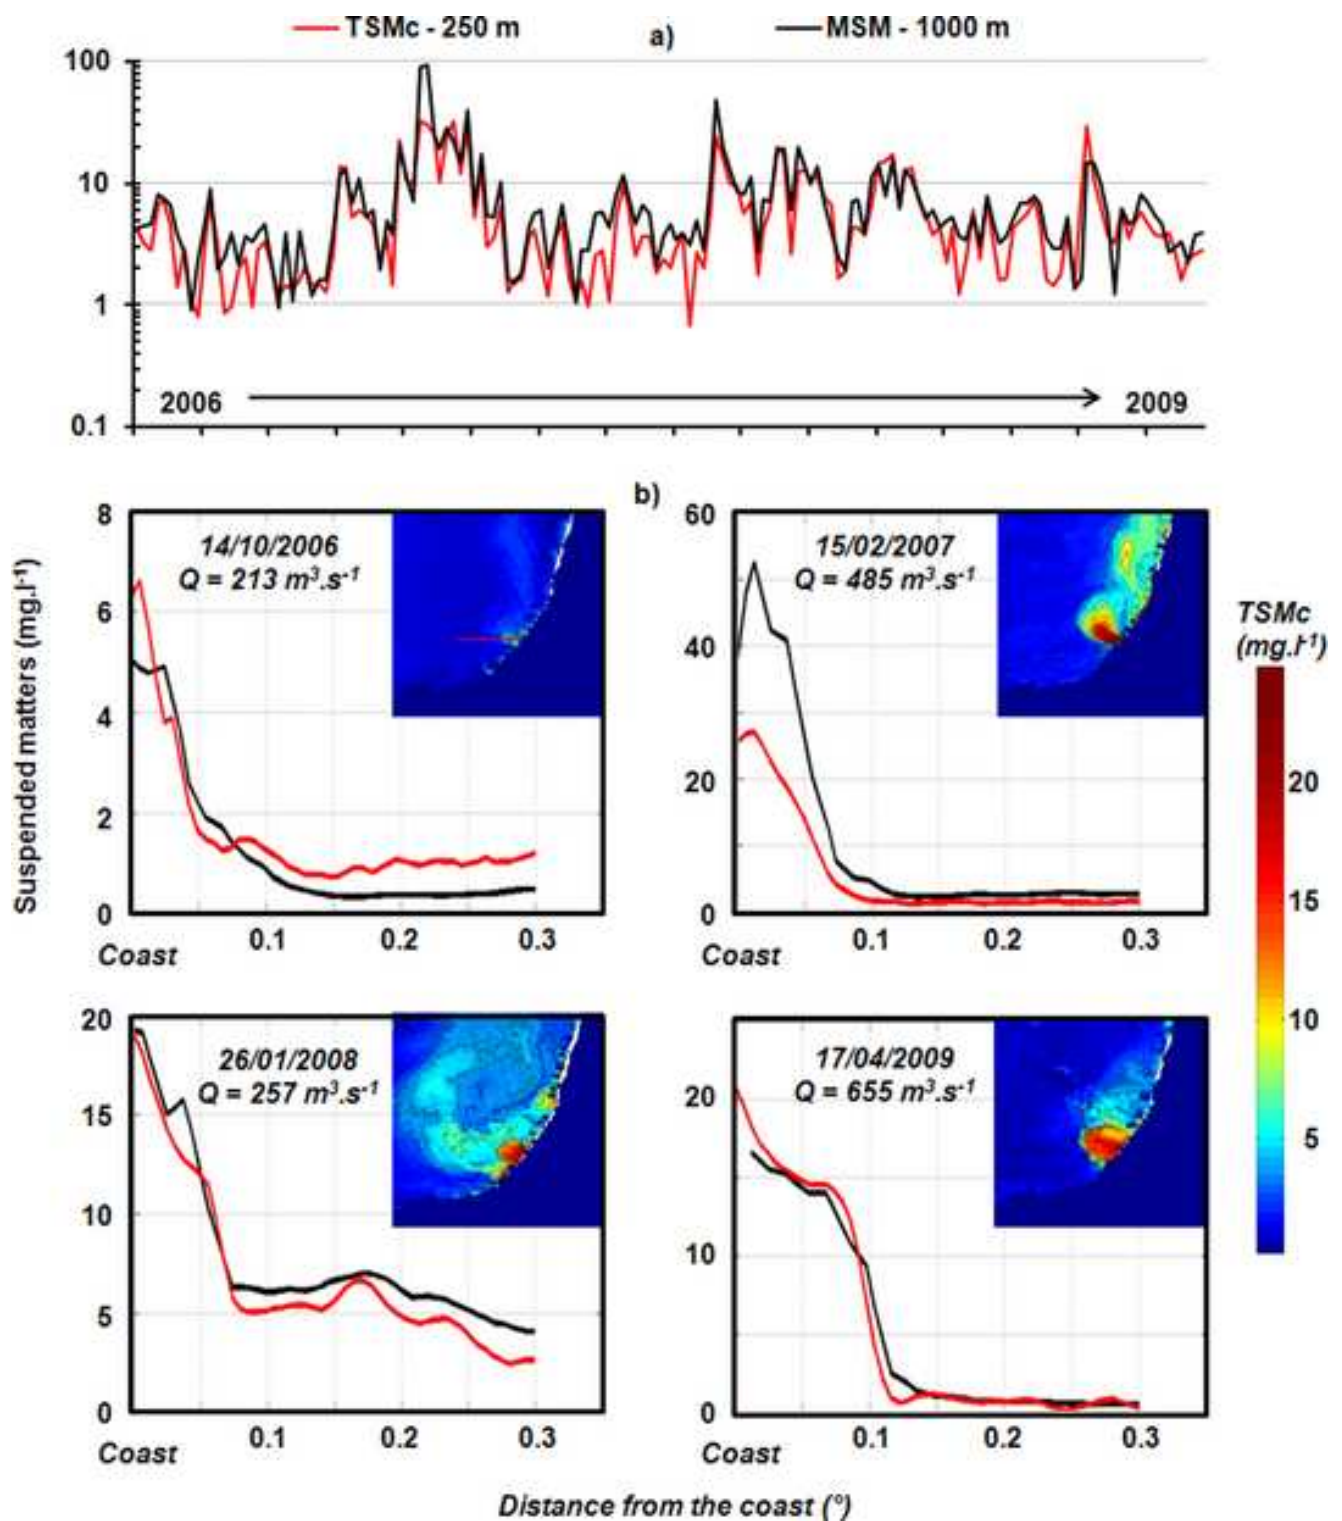 TSMc - 250 m a) MSM - 1000 m
100
10
1
0.1
2006 2009
b)
Suspended matters (mg.l⁻¹)
8
6
4
2
0
14/10/2006
Q = 213 m³.s⁻¹
Coast 0.1 0.2 0.3
60
40
20
0
15/02/2007
Q = 485 m³.s⁻¹
Coast 0.1 0.2 0.3
TSMc
(mg.l⁻¹)
20
15
10
5
20
15
10
5
0
26/01/2008
Q = 257 m³.s⁻¹
Coast 0.1 0.2 0.3
20
10
0
17/04/2009
Q = 655 m³.s⁻¹
Coast 0.1 0.2 0.3
Distance from the coast (°)